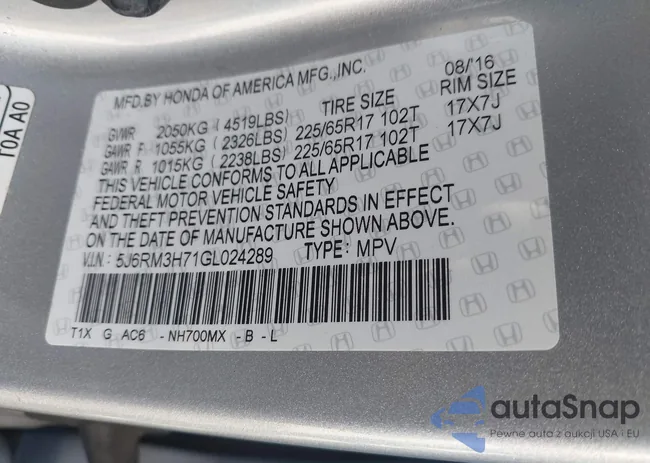 MFD.BY HONDA OF AMERICA MFG.,INC. 08/'16
TIRE SIZE RIM SIZE
GVWR 2050KG (4519LBS)
GAWR F 1055KG (2326LBS) 225/65R17 102T 17X7J
GAWR R 1015KG (2238LBS) 225/65R17 102T 17X7J
THIS VEHICLE CONFORMS TO ALL APPLICABLE
FEDERAL MOTOR VEHICLE SAFETY
AND THEFT PREVENTION STANDARDS IN EFFECT
ON THE DATE OF MANUFACTURE SHOWN ABOVE.
V.I.N.: 5J6RM3H71GL024289 TYPE: MPV
T1X G AC6 - NH700MX - B - L
T0A A0
autaSnap
Pewne auta z aukcji USA i EU